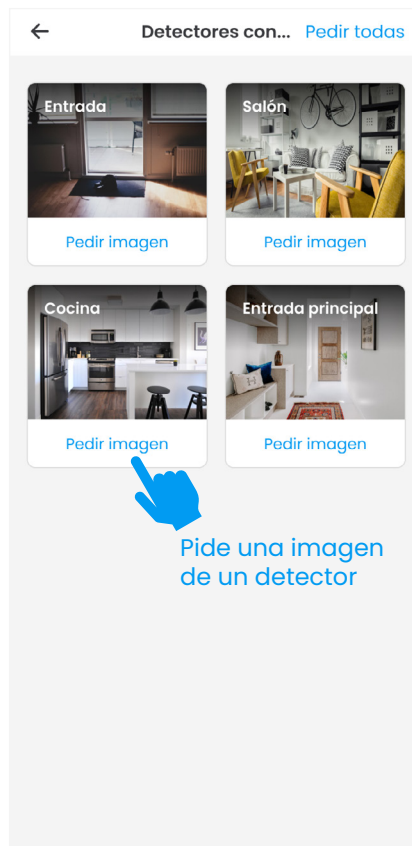 Detectores con... Pedir todas
Entrada
Salón
Pedir imagen
Pedir imagen
Cocina
Entrada principal
Pedir imagen
Pedir imagen
Pide una imagen
de un detector